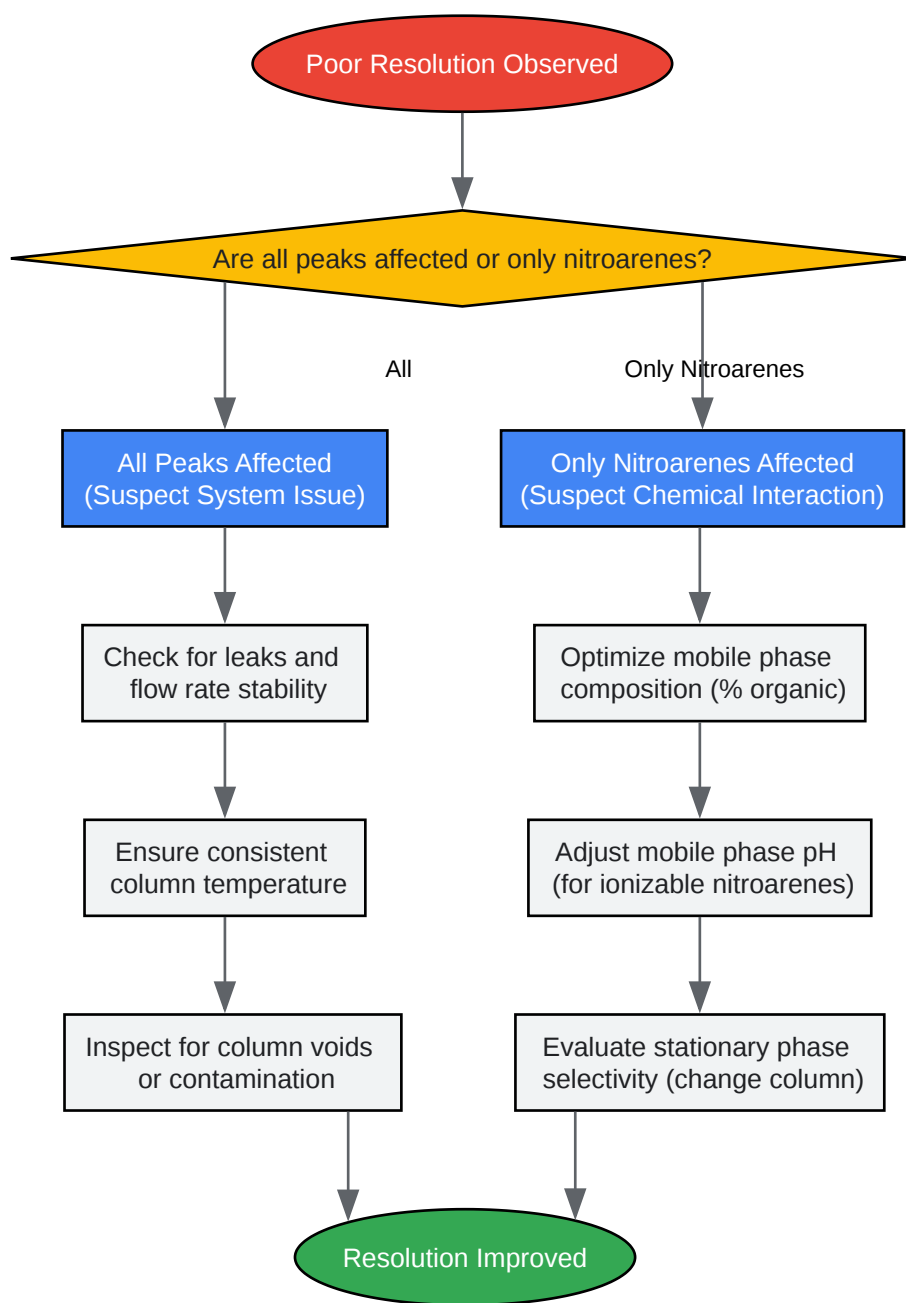 Poor Resolution Observed
Are all peaks affected or only nitroarenes?
All
Only Nitroarenes
All Peaks Affected
(Suspect System Issue)
Only Nitroarenes Affected
(Suspect Chemical Interaction)
Check for leaks and
flow rate stability
Optimize mobile phase
composition (% organic)
Ensure consistent
column temperature
Adjust mobile phase pH
(for ionizable nitroarenes)
Inspect for column voids
or contamination
Evaluate stationary phase
selectivity (change column)
Resolution Improved